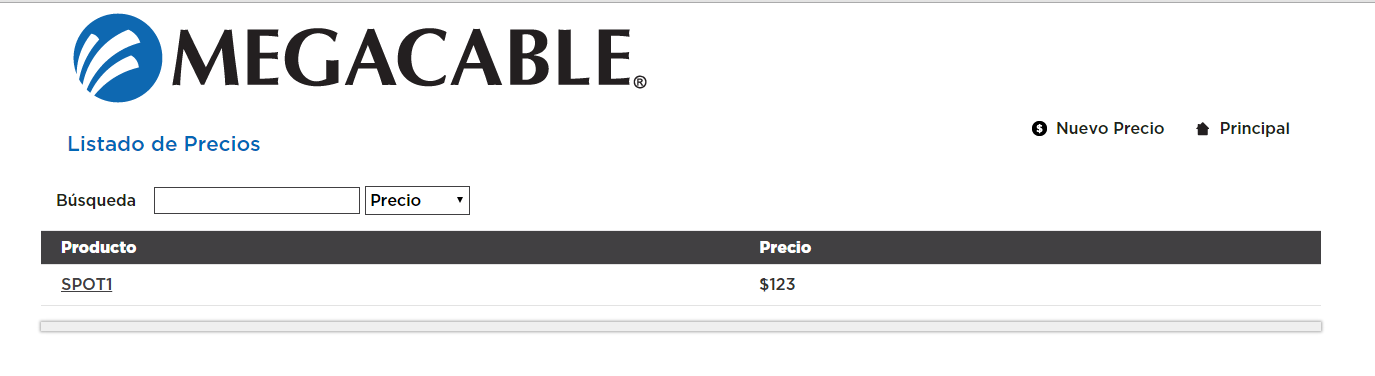 MEGACABLE®
Nuevo Precio Principal
Listado de Precios
Búsqueda Precio
Producto Precio
SPOT1 $123